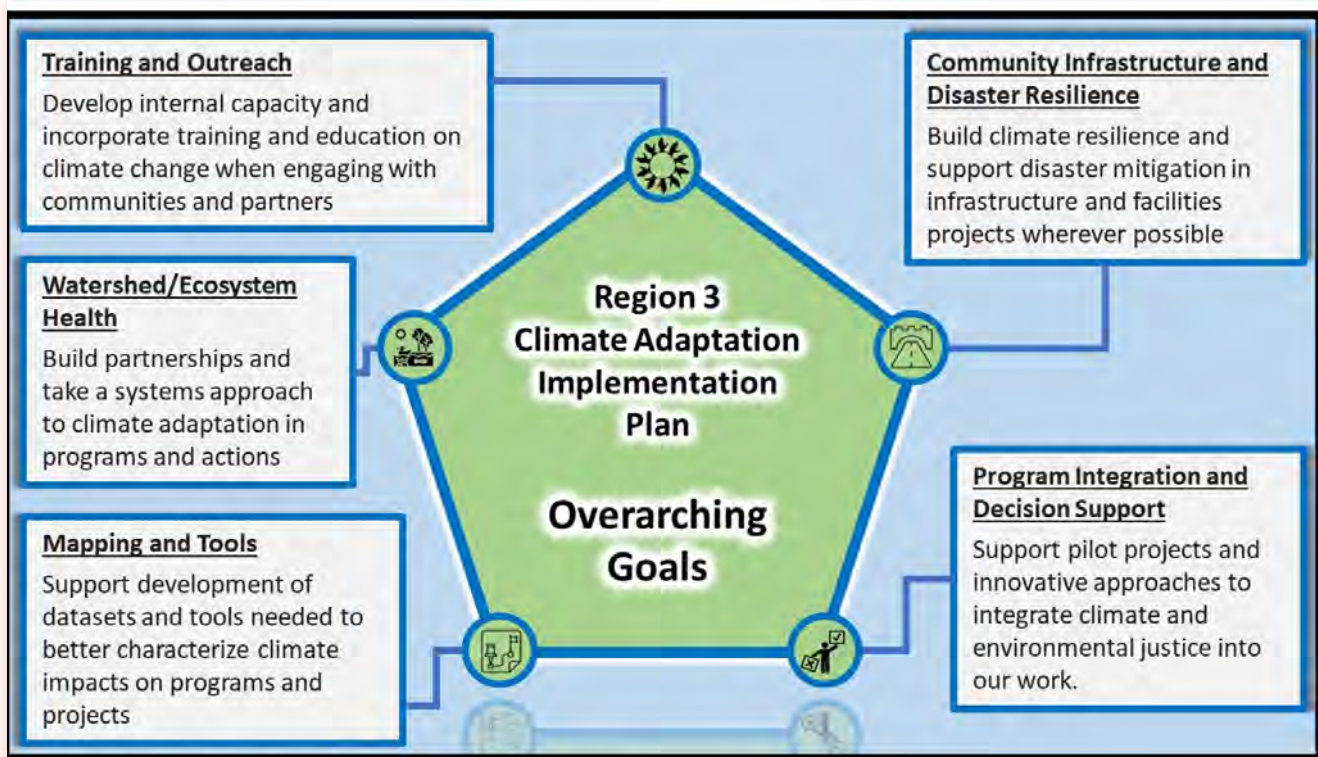 Training and Outreach
Develop internal capacity and
incorporate training and education on
climate change when engaging with
communities and partners
Community Infrastructure and
Disaster Resilience
Build climate resilience and
support disaster mitigation in
infrastructure and facilities
projects wherever possible
Watershed/Ecosystem
Health
Build partnerships and
take a systems approach
to climate adaptation in
programs and actions
Region 3
Climate Adaptation
Implementation
Plan
Overarching
Goals
Mapping and Tools
Support development of
datasets and tools needed to
better characterize climate
impacts on programs and
projects
Program Integration and
Decision Support
Support pilot projects and
innovative approaches to
integrate climate and
environmental justice into
our work.